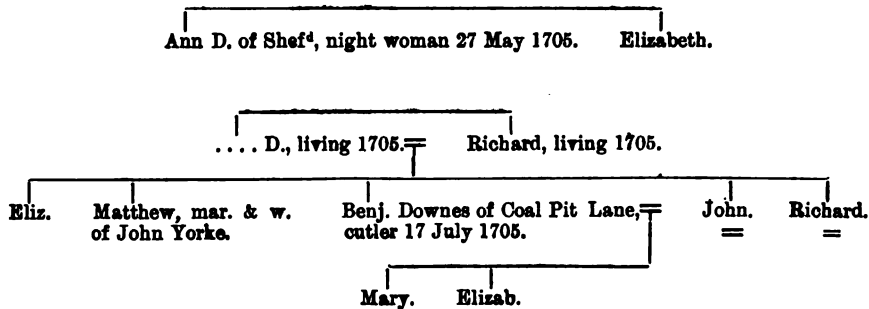 Ann D. of Shefᵈ, night woman 27 May 1705. Elizabeth.
.... D., living 1705.= Richard, living 1705.
Eliz. Matthew, mar. & w. Benj. Downes of Coal Pit Lane,= John. Richard.
of John Yorke. cutler 17 July 1705. = =
Mary. Elizab.